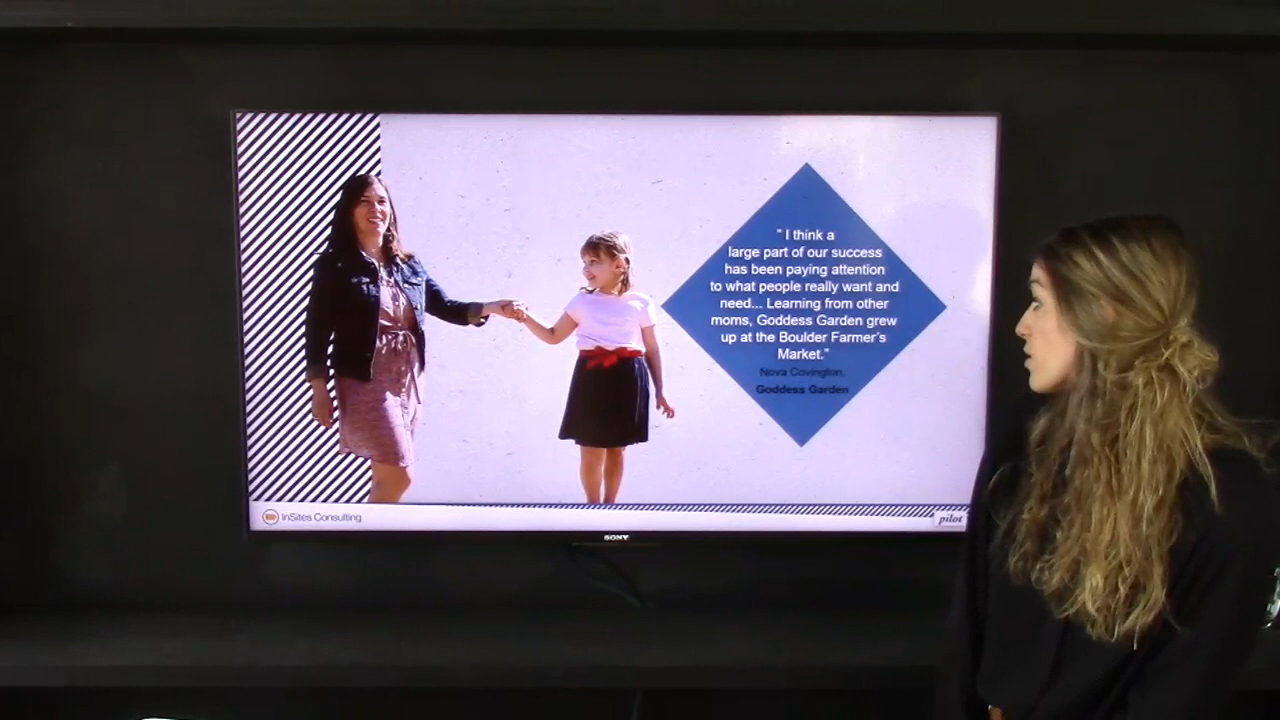 " I think a
large part of our success
has been paying attention
to what people really want and
need... Learning from other
moms, Goddess Garden grew
up at the Boulder Farmer's
Market."
Nova Covington,
Goddess Garden
InSites Consulting
pilot
SONY